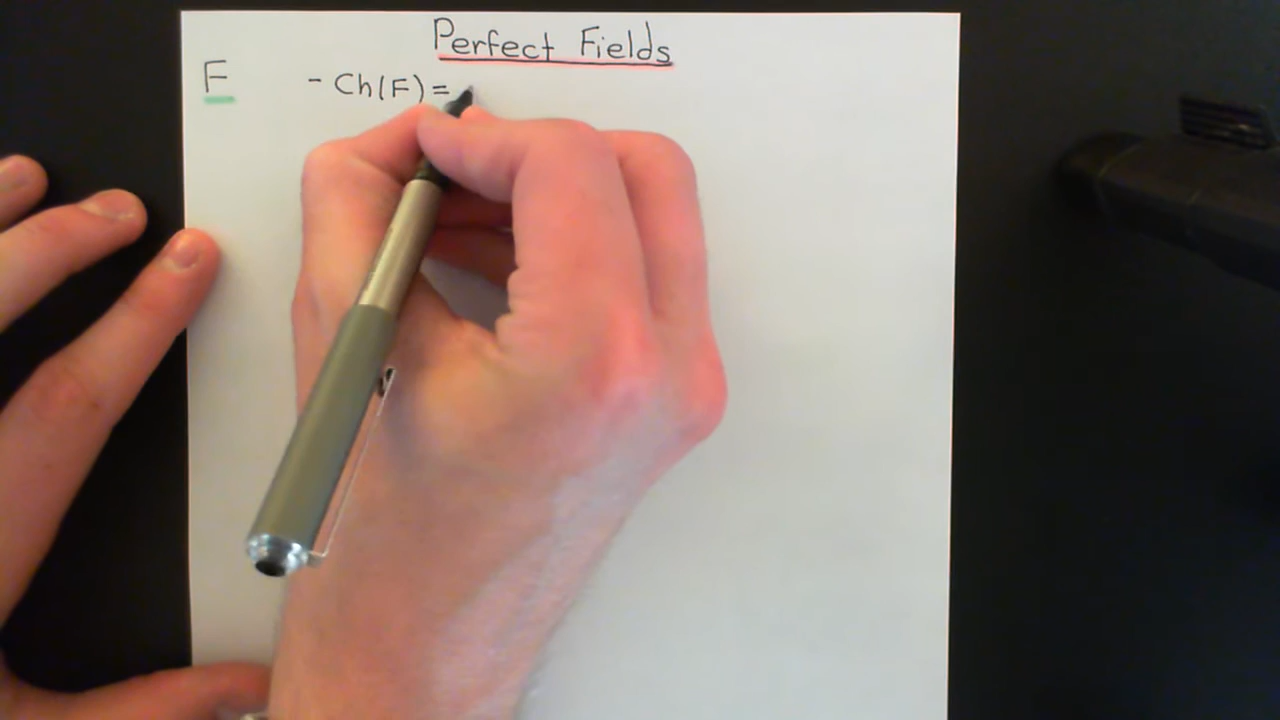 Perfect Fields
F - Ch(F) =